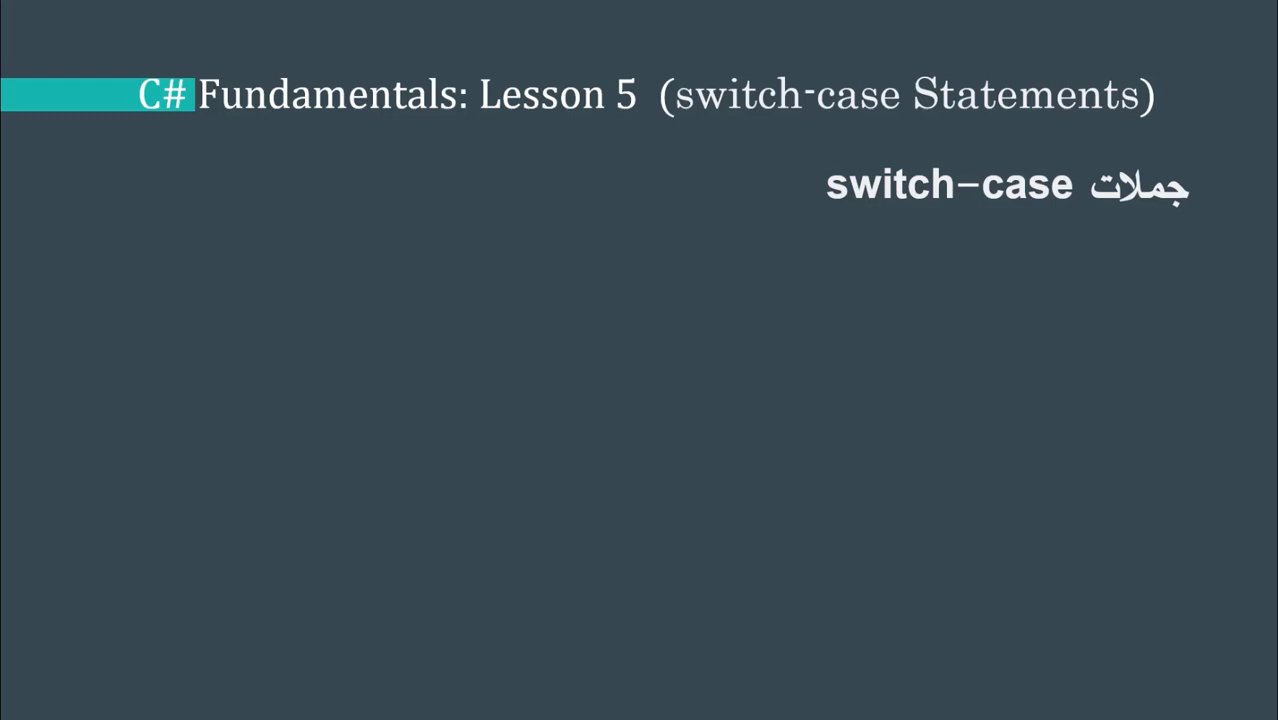 C# Fundamentals: Lesson 5 (switch-case Statements)
جملات switch-case